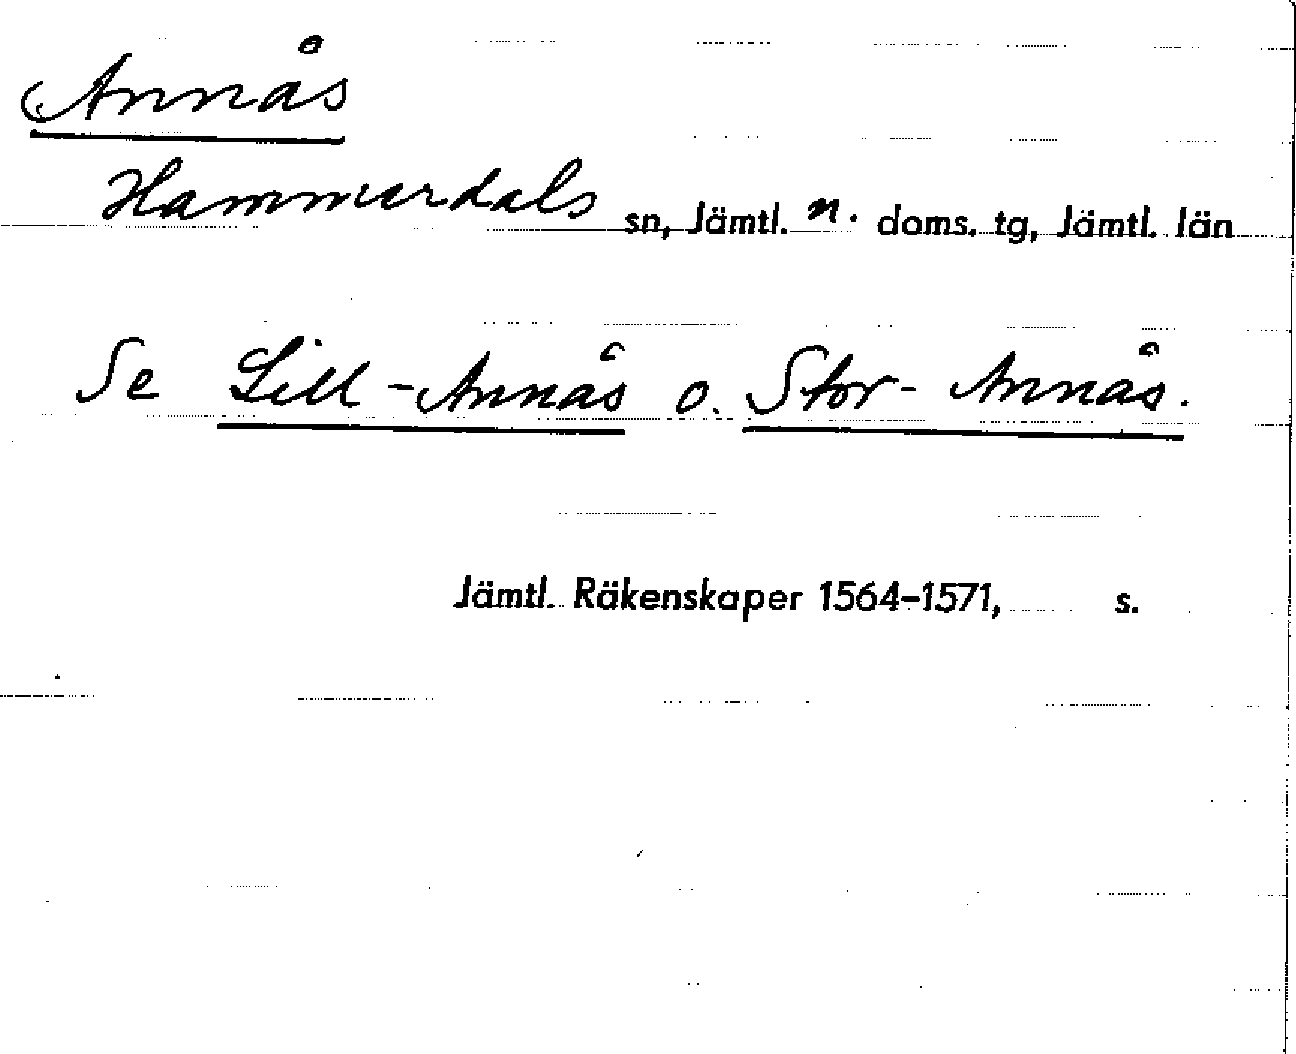 Annås
Hammerdals sn, Jämtl. n. doms. tg, Jämtl. län
Se Lill-Annås o. Stor-Annås.
Jämtl. Räkenskaper 1564-1571, s.